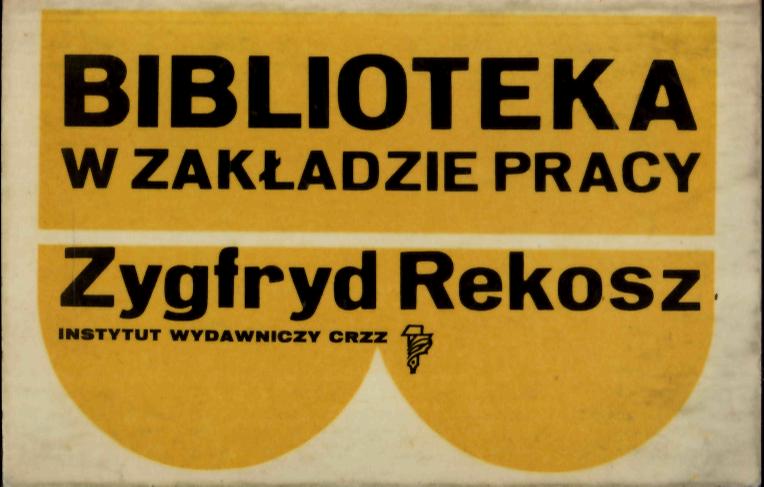 BIBLIOTEKA
W ZAKŁADZIE PRACY
Zygfryd Rekosz
INSTYTUT WYDAWNICZY CRZZ